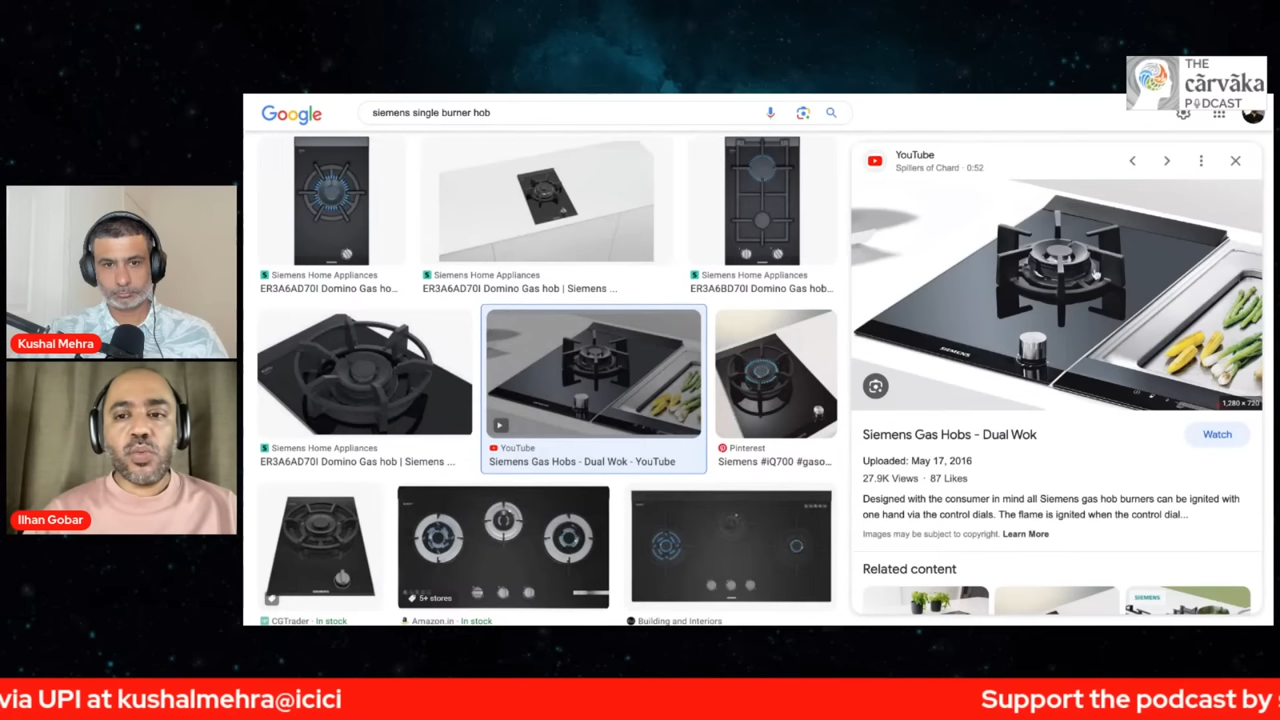 THE
cārvāka
PODCAST
Google
siemens single burner hob
Siemens Home Appliances
ER3A6AD70I Domino Gas ho...
Siemens Home Appliances
ER3A6AD70I Domino Gas hob | Siemens ...
Siemens Home Appliances
ER3A6BD70I Domino Gas hob...
YouTube
Spillers of Chard · 0:52
SIEMENS
1,280 × 720
Kushal Mehra
Ilhan Gobar
Siemens Home Appliances
ER3A6AD70I Domino Gas hob | Siemens ...
YouTube
Siemens Gas Hobs - Dual Wok - YouTube
Pinterest
Siemens #iQ700 #gaso...
Siemens Gas Hobs - Dual Wok
Watch
Uploaded: May 17, 2016
27.9K Views · 87 Likes
Designed with the consumer in mind all Siemens gas hob burners can be ignited with
one hand via the control dials. The flame is ignited when the control dial...
Images may be subject to copyright. Learn More
Related content
SIEMENS
5+ stores
CGTrader · In stock
Amazon.in · In stock
Building and Interiors
via UPI at kushalmehra@icici
Support the podcast by